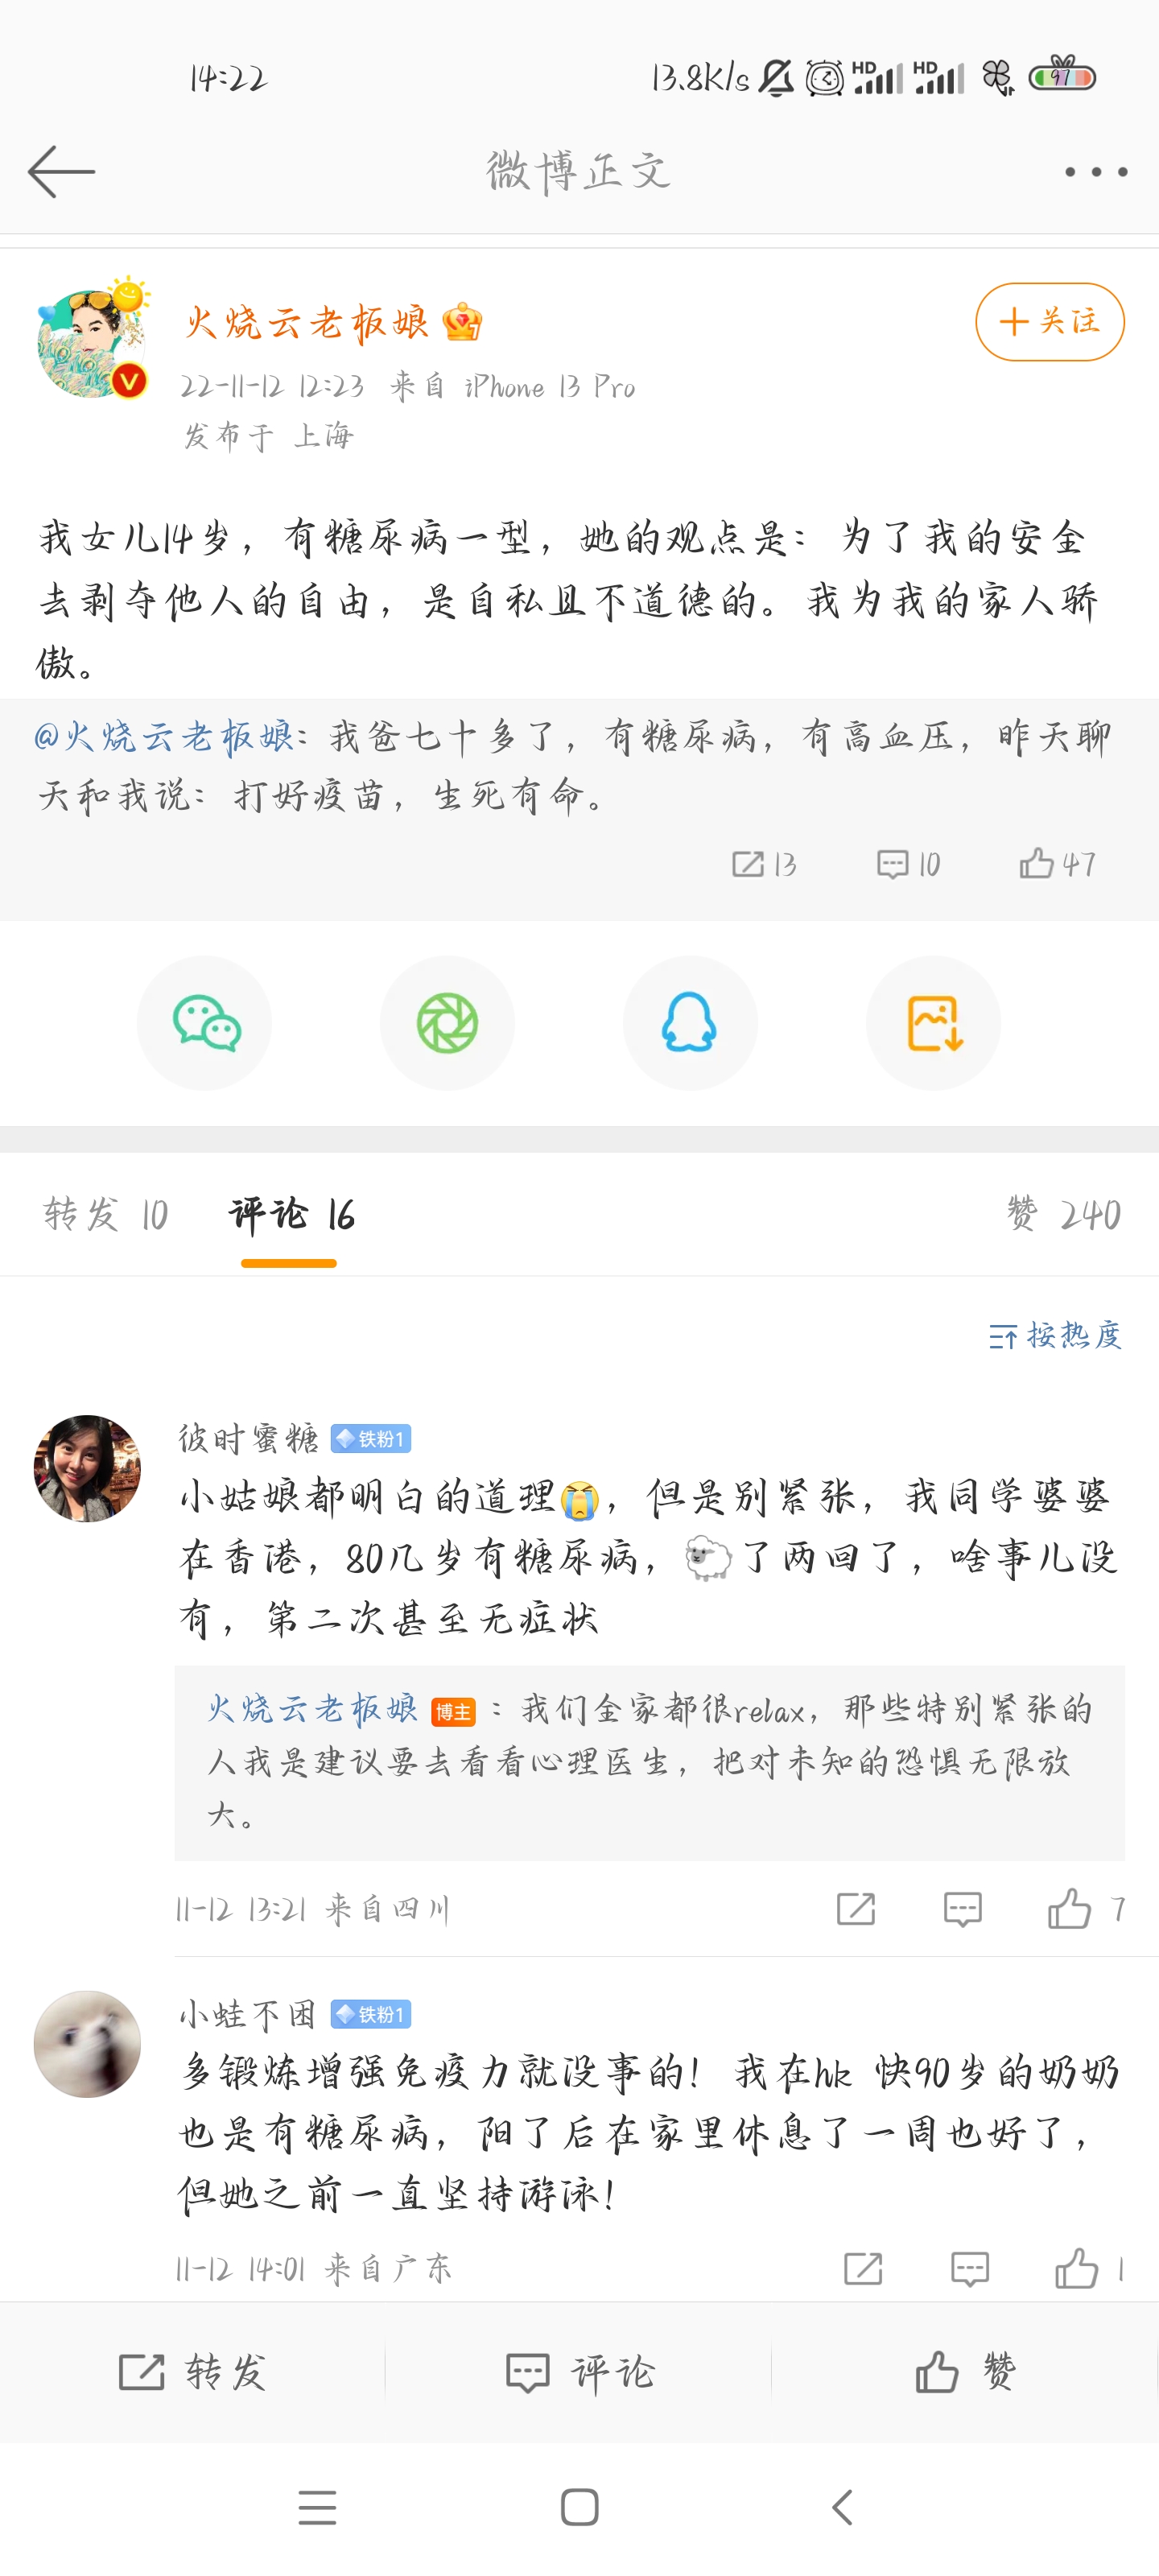 14:22
13.8k/s
HD
HD
97
微博正文
火烧云老板娘
22-11-12 12:23 来自 iPhone 13 Pro
发布于 上海
+关注
我女儿14岁，有糖尿病一型，她的观点是：为了我的安全
去剥夺他人的自由，是自私且不道德的。我为我的家人骄
傲。
@火烧云老板娘：我爸七十多了，有糖尿病，有高血压，昨天聊
天和我说：打好疫苗，生死有命。
13 10 47
转发 10 评论 16 赞 240
按热度
彼时蜜糖 铁粉1
小姑娘都明白的道理，但是别紧张，我同学婆婆
在香港，80几岁有糖尿病，🐑了两回了，啥事儿没
有，第二次甚至无症状
火烧云老板娘 博主：我们全家都很relax，那些特别紧张的
人我是建议要去看看心理医生，把对未知的恐惧无限放
大。
11-12 13:21 来自四川
7
小蛙不困 铁粉1
多锻炼增强免疫力就没事的！我在hk 快90岁的奶奶
也是有糖尿病，阳了后在家里休息了一周也好了，
但她之前一直坚持游泳！
11-12 14:01 来自广东
1
转发
评论
赞